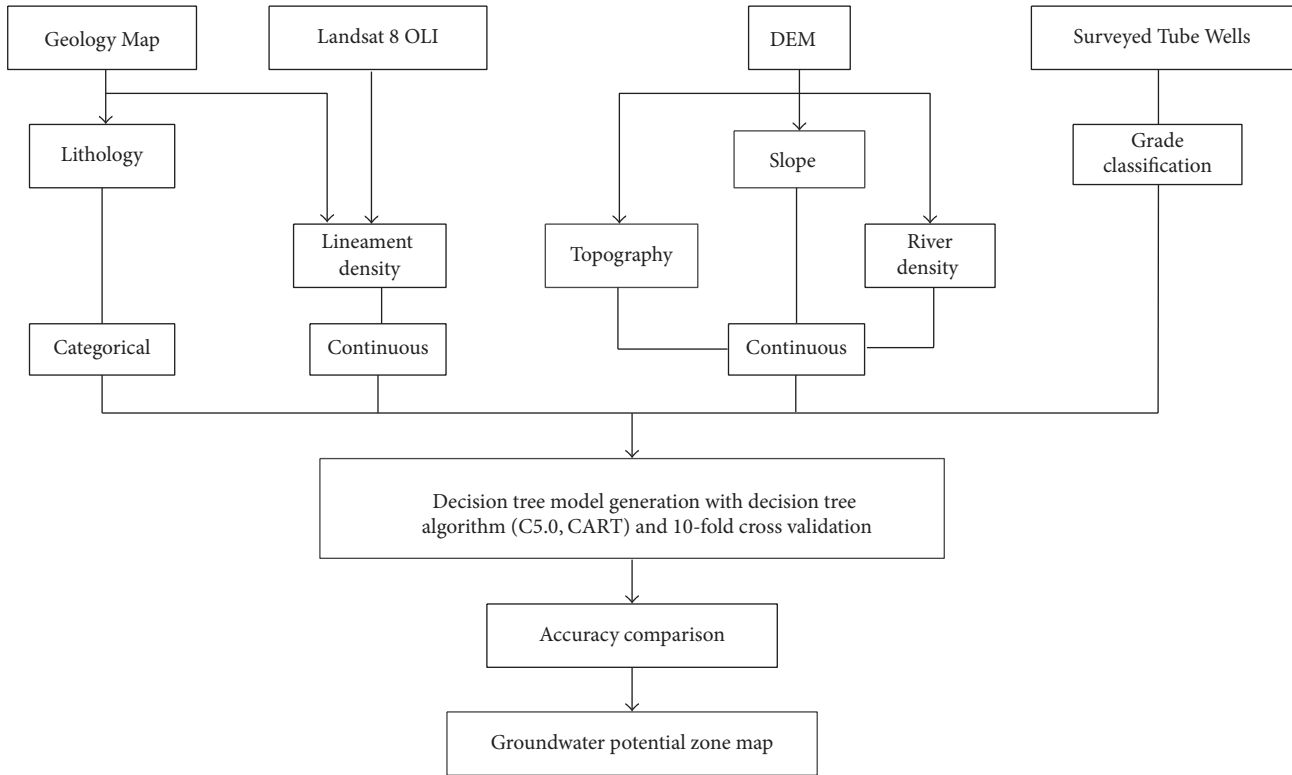 Geology Map
Landsat 8 OLI
DEM
Surveyed Tube Wells
Lithology
Slope
Grade
classification
Lineament
density
Topography
River
density
Categorical
Continuous
Continuous
Decision tree model generation with decision tree
algorithm (C5.0, CART) and 10-fold cross validation
Accuracy comparison
Groundwater potential zone map